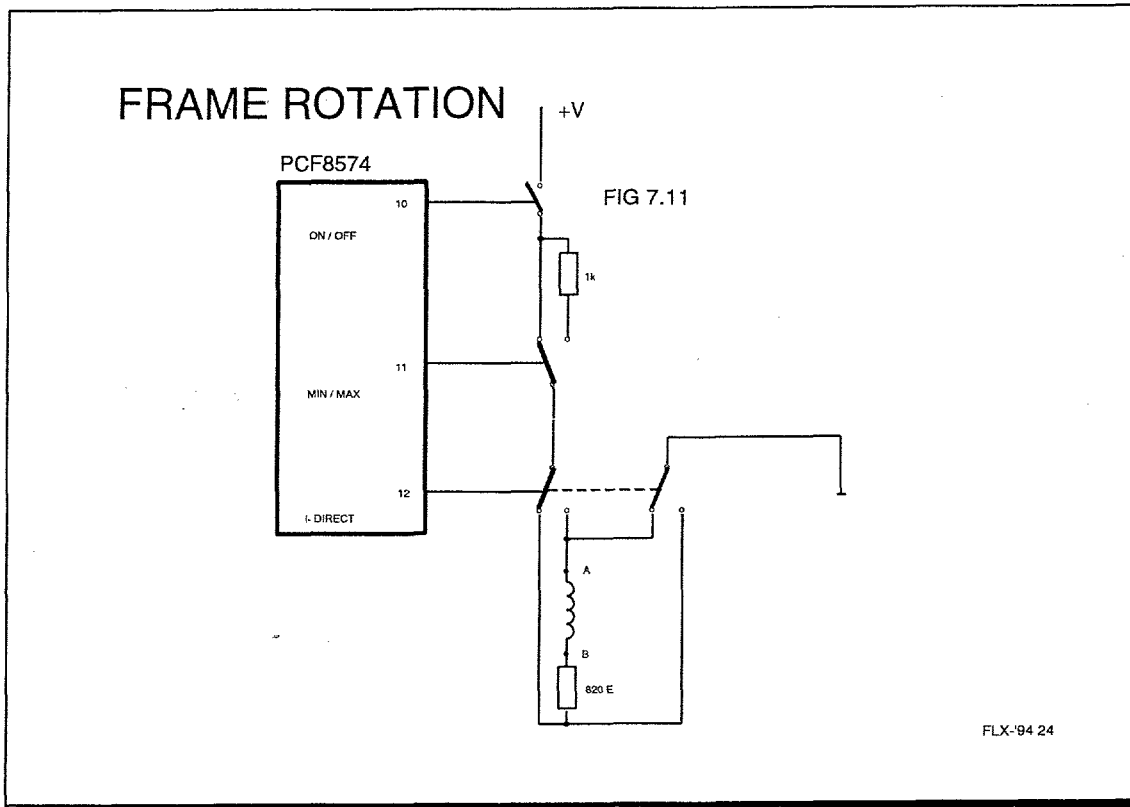 FRAME ROTATION
+V
PCF8574
FIG 7.11
10
ON / OFF
1k
11
MIN / MAX
12
I- DIRECT
A
B
820 E
FLX-'94 24